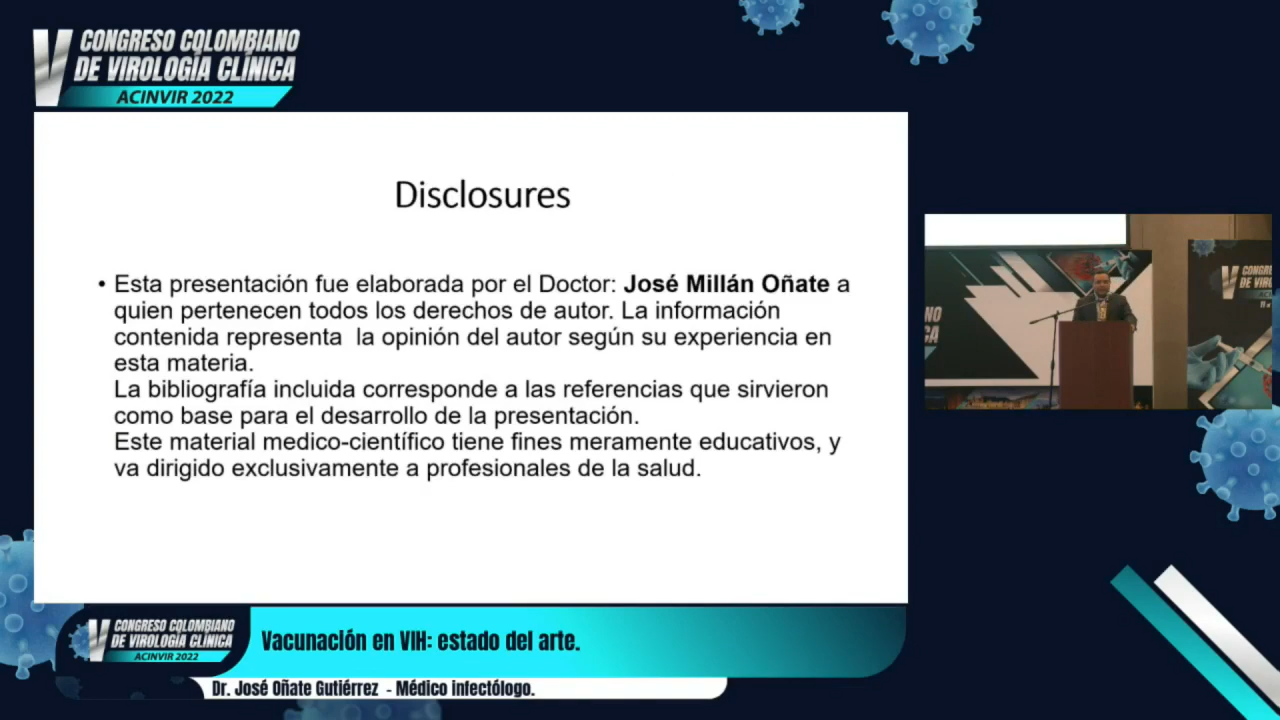 V CONGRESO COLOMBIANO
DE VIROLOGÍA CLÍNICA
ACINVIR 2022
Disclosures
• Esta presentación fue elaborada por el Doctor: José Millán Oñate a
quien pertenecen todos los derechos de autor. La información
contenida representa  la opinión del autor según su experiencia en
esta materia.
La bibliografía incluida corresponde a las referencias que sirvieron
como base para el desarrollo de la presentación.
Este material medico-científico tiene fines meramente educativos, y
va dirigido exclusivamente a profesionales de la salud.
V CONGRESO COLOMBIANO
DE VIROLOGÍA CLÍNICA
ACINVIR 2022
Vacunación en VIH: estado del arte.
Dr. José Oñate Gutiérrez - Médico infectólogo.